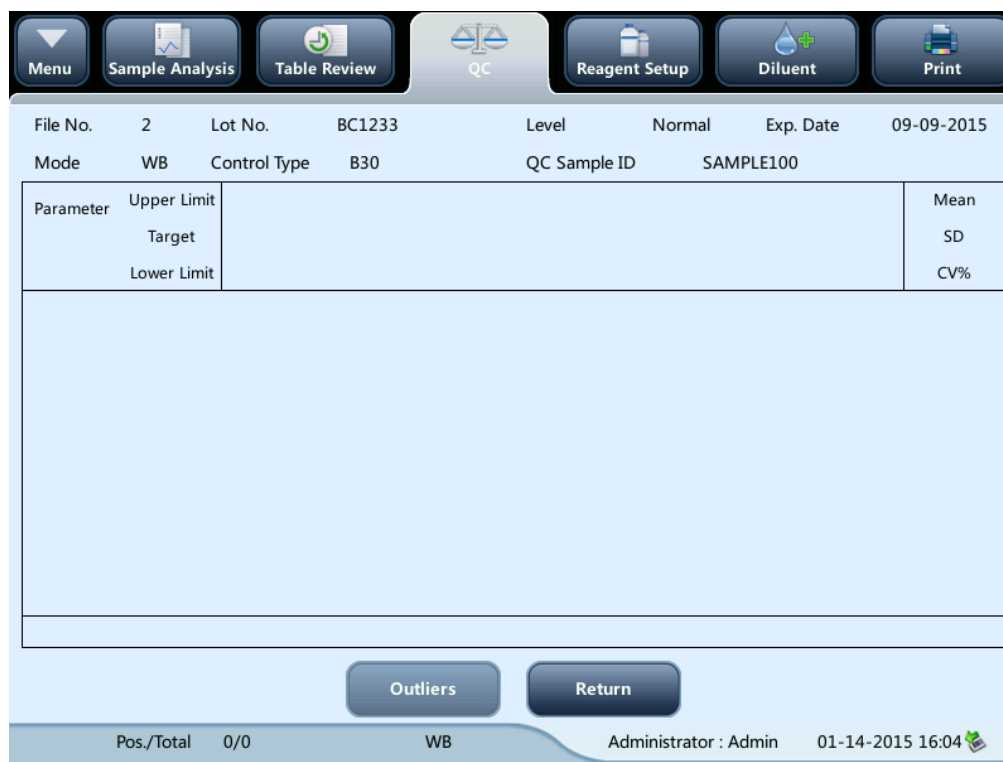 Menu Sample Analysis Table Review QC Reagent Setup Diluent Print
File No. 2 Lot No. BC1233 Level Normal Exp. Date 09-09-2015
Mode WB Control Type B30 QC Sample ID SAMPLE100
Parameter Upper Limit Mean
Target SD
Lower Limit CV%
Outliers Return
Pos./Total 0/0 WB Administrator : Admin 01-14-2015 16:04